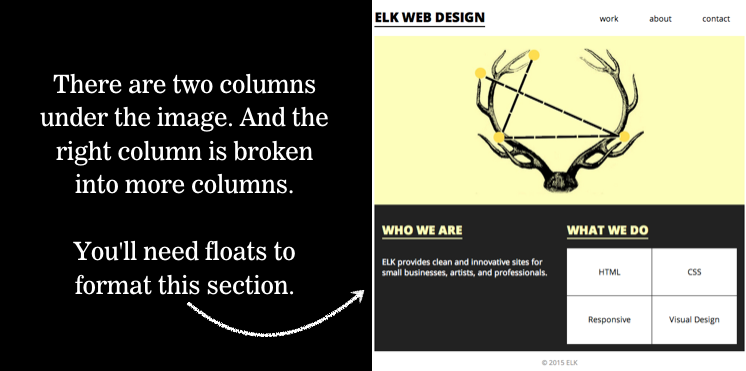 There are two columns
under the image. And the
right column is broken
into more columns.
You'll need floats to
format this section.
ELK WEB DESIGN
work about contact
WHO WE ARE
ELK provides clean and innovative sites for
small businesses, artists, and professionals.
WHAT WE DO
HTML CSS
Responsive Visual Design
© 2015 ELK